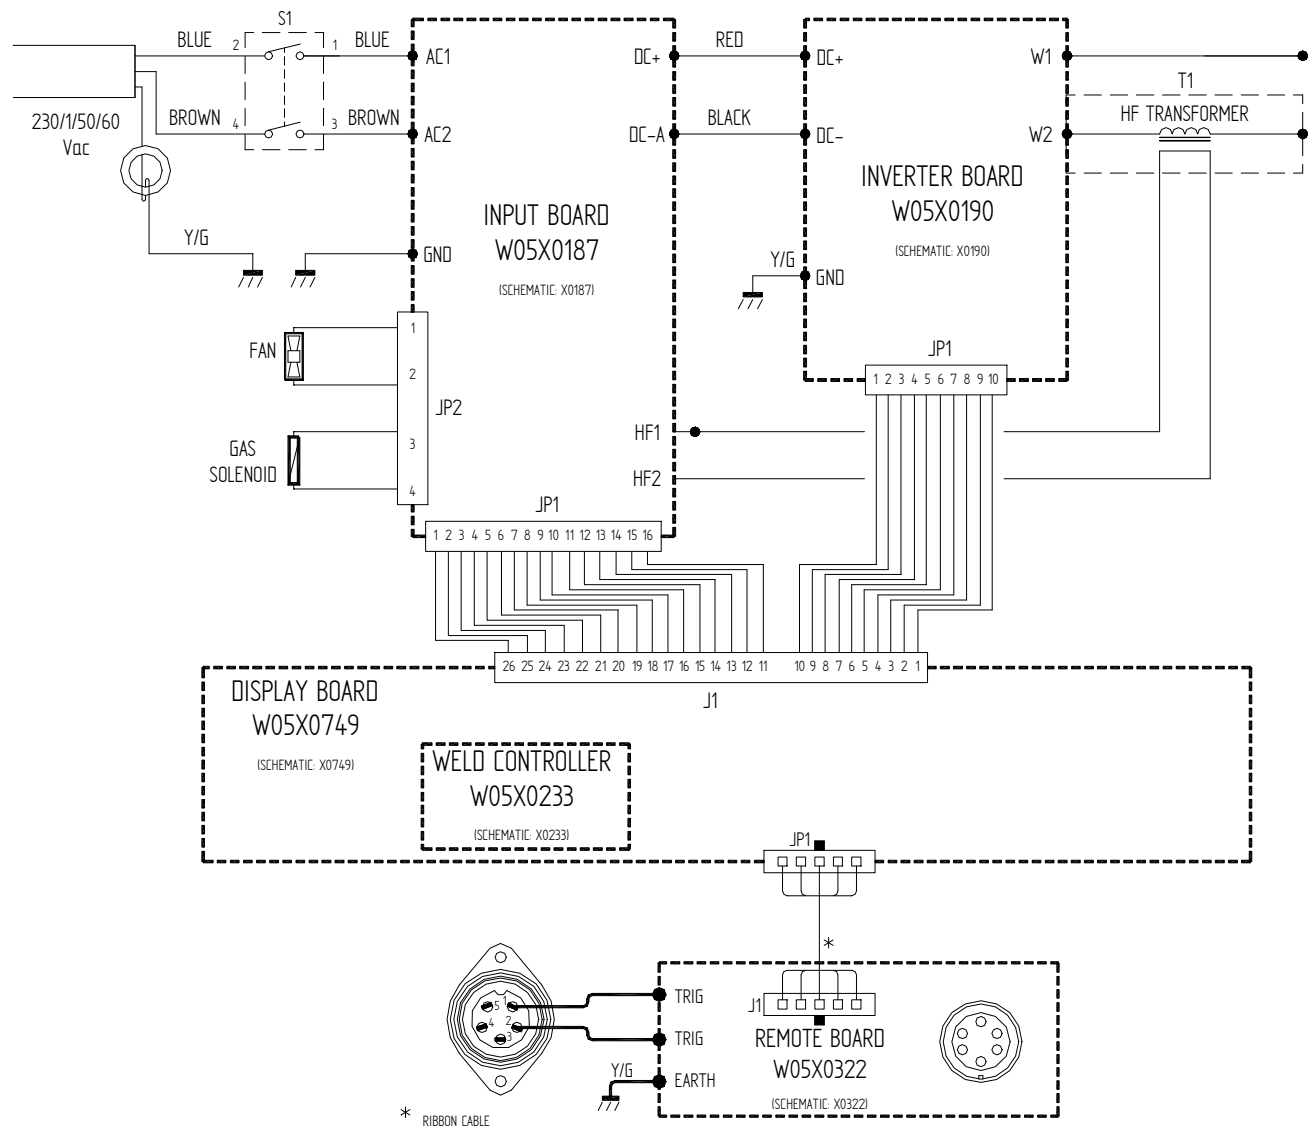 S1
BLUE 2 1 BLUE
AC1 DC+ RED DC+ W1
T1
230/1/50/60
Vac
BROWN 4 3 BROWN
AC2 DC-A BLACK DC- W2
HF TRANSFORMER
INVERTER BOARD
W05X0190
(SCHEMATIC: X0190)
INPUT BOARD
W05X0187
(SCHEMATIC: X0187)
Y/G
GND
Y/G
GND
FAN
1
2
JP2
GAS
SOLENOID
3
4
JP1
1 2 3 4 5 6 7 8 9 10
HF1
HF2
JP1
1 2 3 4 5 6 7 8 9 10 11 12 13 14 15 16
26 25 24 23 22 21 20 19 18 17 16 15 14 13 12 11 10 9 8 7 6 5 4 3 2 1
J1
DISPLAY BOARD
W05X0749
(SCHEMATIC: X0749)
WELD CONTROLLER
W05X0233
(SCHEMATIC: X0233)
JP1
*
5 1
4 2
3
TRIG
TRIG
Y/G
EARTH
J1
REMOTE BOARD
W05X0322
(SCHEMATIC: X0322)
* RIBBON CABLE